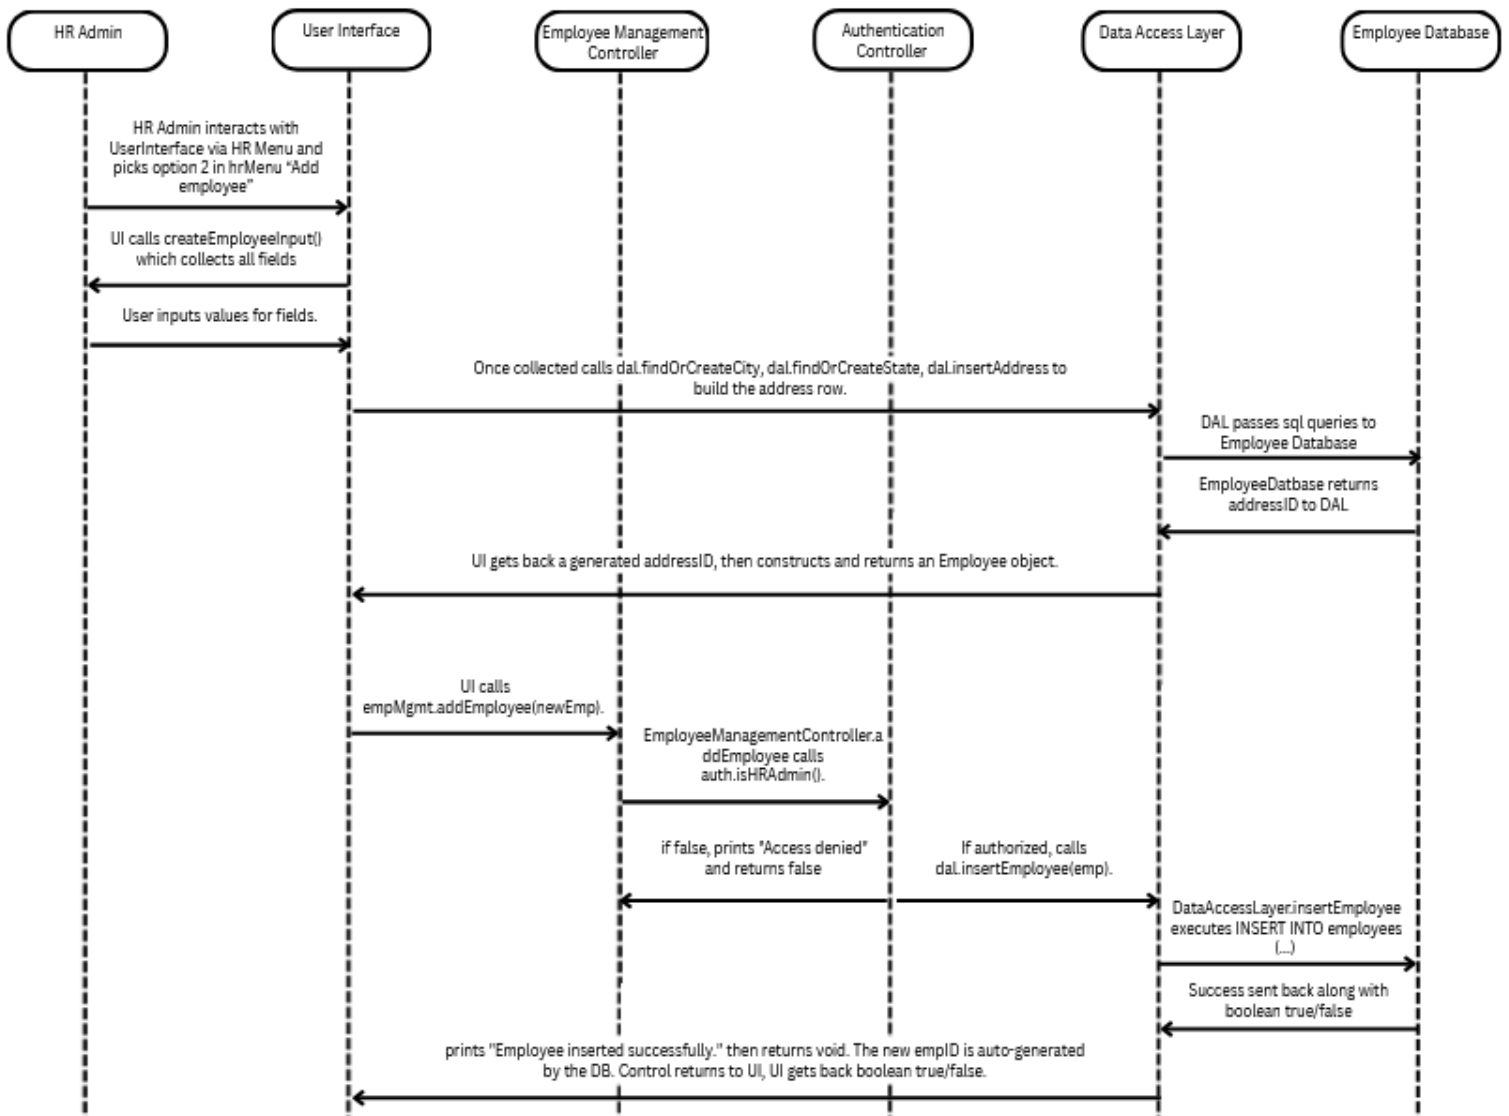 HR Admin
User Interface
Employee Management
Controller
Authentication
Controller
Data Access Layer
Employee Database
HR Admin interacts with
UserInterface via HR Menu and
picks option 2 in hrMenu “Add
employee”
UI calls createEmployeeInput()
which collects all fields
User inputs values for fields.
Once collected calls dal.findOrCreateCity, dal.findOrCreateState, dal.insertAddress to
build the address row.
DAL passes sql queries to
Employee Database
EmployeeDatbase returns
addressID to DAL
UI gets back a generated addressID, then constructs and returns an Employee object.
UI calls
empMgmt.addEmployee(newEmp).
EmployeeManagementController.a
ddEmployee calls
auth.isHRAdmin().
if false, prints "Access denied"
and returns false
If authorized, calls
dal.insertEmployee(emp).
DataAccessLayer.insertEmployee
executes INSERT INTO employees
(...)
Success sent back along with
boolean true/false
prints "Employee inserted successfully." then returns void. The new empID is auto-generated
by the DB. Control returns to UI, UI gets back boolean true/false.